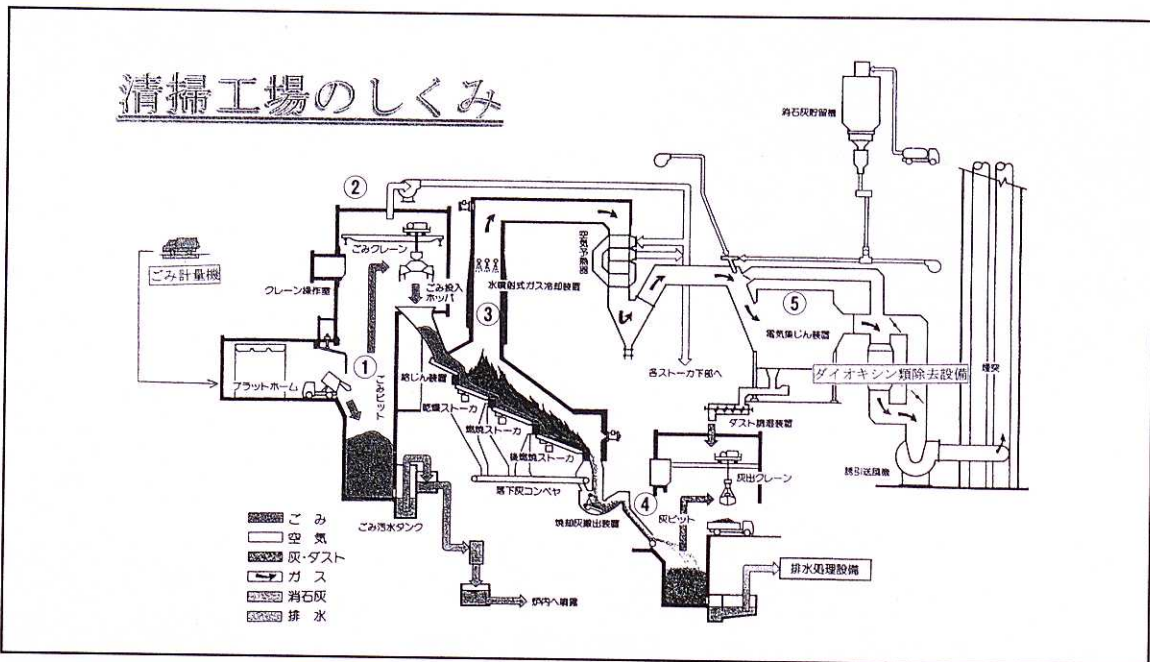 清掃工場のしくみ
消石灰貯留機
②
ごみ計量機
ごみクレーン
クレーン操作室
ごみ投入
ホッパ
水噴射式ガス冷却装置
空気予熱器
③
⑤
電気集じん装置
①
プラットホーム
ごみピット
給じん装置
各ストーカ下部へ
ダイオキシン類除去設備
煙突
乾燥ストーカ
燃焼ストーカ
後燃焼ストーカ
ダスト調湿装置
誘引送風機
落下灰コンベヤ
灰出クレーン
④
灰ピット
ごみ汚水タンク
焼却灰搬出装置
排水処理設備
炉内へ噴霧
ごみ
空気
灰・ダスト
ガス
消石灰
排水